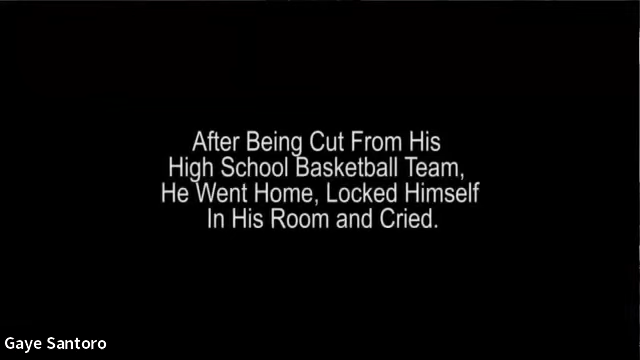 After Being Cut From His
High School Basketball Team,
He Went Home, Locked Himself
In His Room and Cried.
Gaye Santoro